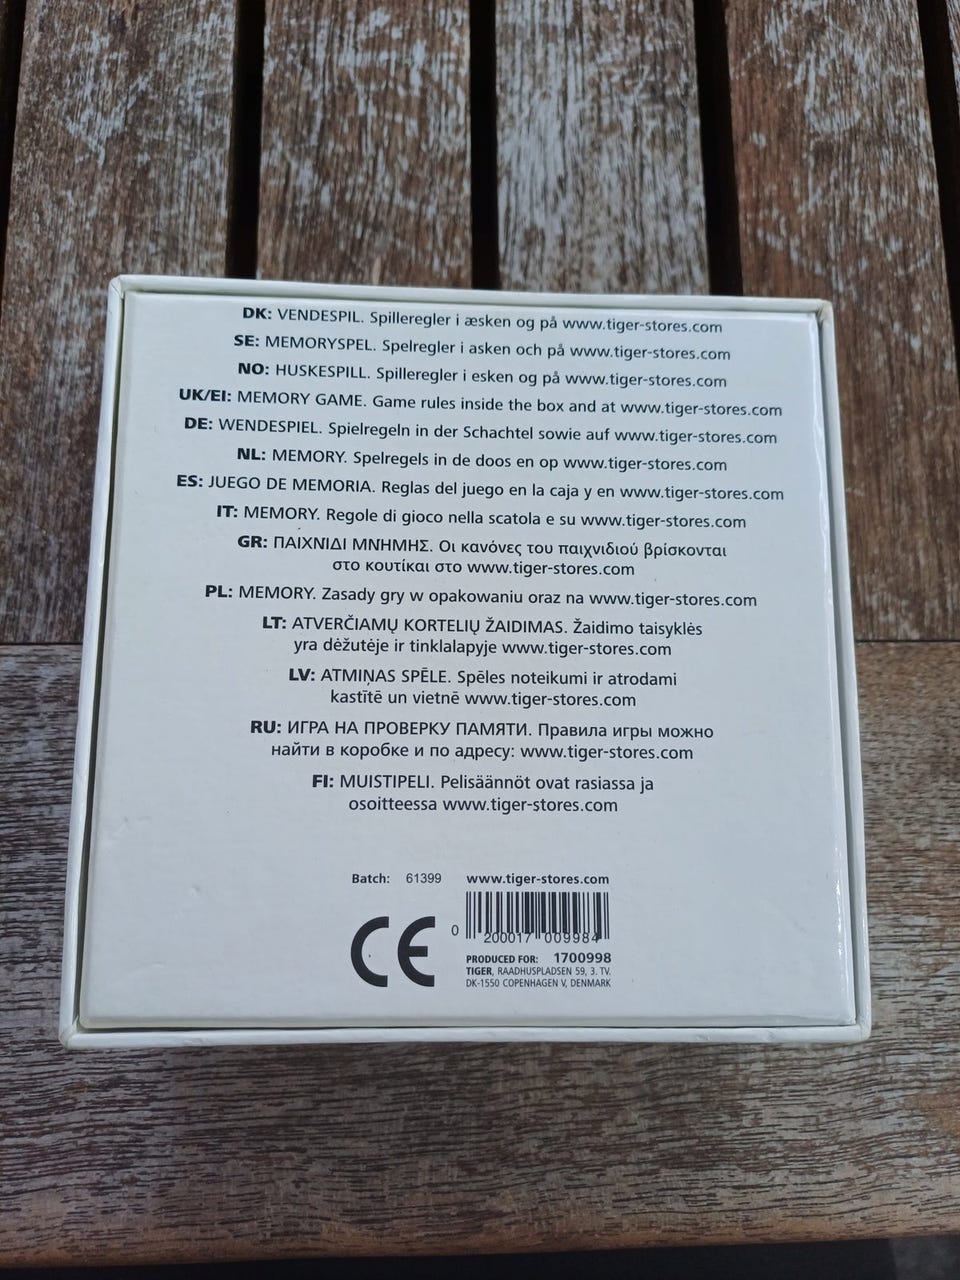 DK: VENDESPIL. Spilleregler i æsken og på www.tiger-stores.com
SE: MEMORYSPEL. Spelregler i asken och på www.tiger-stores.com
NO: HUSKESPILL. Spilleregler i esken og på www.tiger-stores.com
UK/EI: MEMORY GAME. Game rules inside the box and at www.tiger-stores.com
DE: WENDESPIEL. Spielregeln in der Schachtel sowie auf www.tiger-stores.com
NL: MEMORY. Spelregels in de doos en op www.tiger-stores.com
ES: JUEGO DE MEMORIA. Reglas del juego en la caja y en www.tiger-stores.com
IT: MEMORY. Regole di gioco nella scatola e su www.tiger-stores.com
GR: ΠΑΙΧΝΙΔΙ ΜΝΗΜΗΣ. Οι κανόνες του παιχνιδιού βρίσκονται
στο κουτίκαι στο www.tiger-stores.com
PL: MEMORY. Zasady gry w opakowaniu oraz na www.tiger-stores.com
LT: ATVERČIAMŲ KORTELIŲ ŽAIDIMAS. Žaidimo taisyklės
yra dėžutėje ir tinklalapyje www.tiger-stores.com
LV: ATMIŅAS SPĒLE. Spēles noteikumi ir atrodami
kastītē un vietnē www.tiger-stores.com
RU: ИГРА НА ПРОВЕРКУ ПАМЯТИ. Правила игры можно
найти в коробке и по адресу: www.tiger-stores.com
FI: MUISTIPELI. Pelisäännöt ovat rasiassa ja
osoitteessa www.tiger-stores.com
Batch: 61399 www.tiger-stores.com
CE
0 200017 009984
PRODUCED FOR: 1700998
TIGER, RAADHUSPLADSEN 59, 3. TV.
DK-1550 COPENHAGEN V, DENMARK